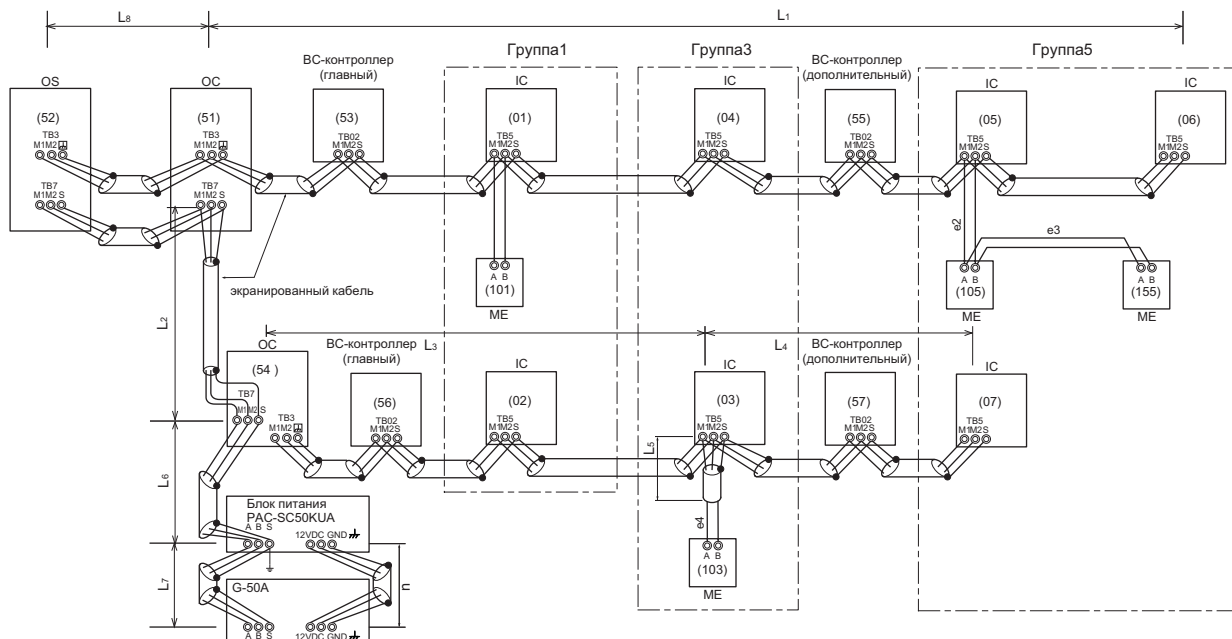 L8
L1
Группа1
Группа3
Группа5
BC-контроллер
(главный)
BC-контроллер
(дополнительный)
OS
OC
IC
IC
IC
IC
(52)
(51)
(53)
(01)
(04)
(55)
(05)
(06)
TB3
M1M2
TB3
M1M2
TB02
M1M2S
TB5
M1M2S
TB5
M1M2S
TB02
M1M2S
TB5
M1M2S
TB5
M1M2S
TB7
M1M2 S
TB7
M1M2 S
e2
e3
A B
(101)
ME
A B
(105)
ME
A B
(155)
ME
экранированный кабель
L2
L3
L4
OC
BC-контроллер
(главный)
BC-контроллер
(дополнительный)
IC
IC
IC
(54)
(56)
(02)
(03)
(57)
(07)
TB7
M1M2 S
TB3
M1M2
TB02
M1M2S
TB5
M1M2S
TB5
M1M2S
TB02
M1M2S
TB5
M1M2S
L5
L6
e4
A B
(103)
ME
Блок питания
PAC-SC50KUA
A B S
12VDC GND
L7
n
G-50A
A B S
12VDC GND